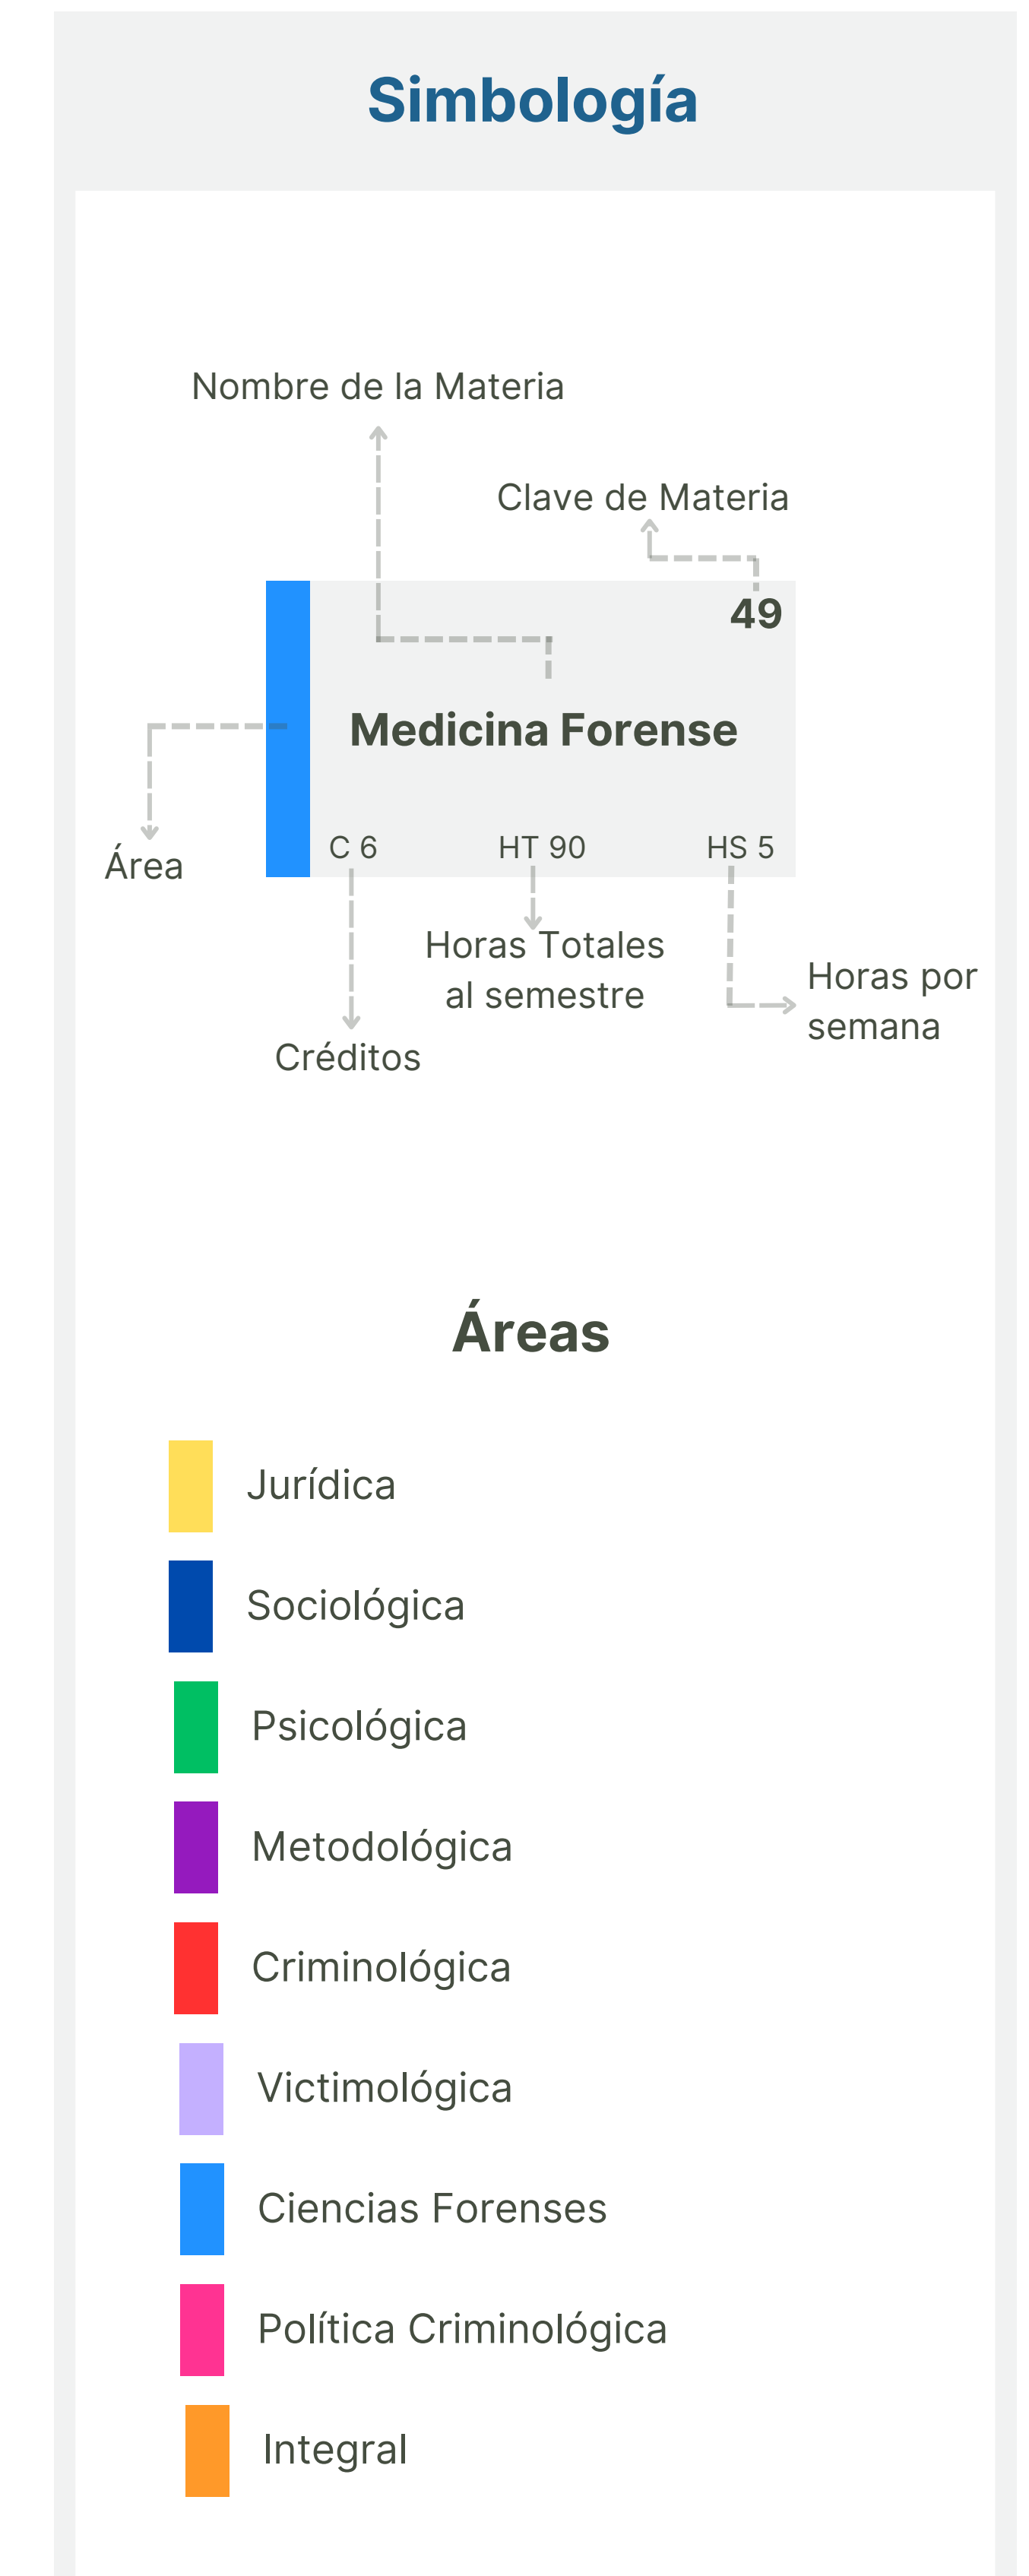 Simbología
Nombre de la Materia
Clave de Materia
49
Medicina Forense
Área
C 6
HT 90
HS 5
Horas Totales
al semestre
Horas por
semana
Créditos
Áreas
Jurídica
Sociológica
Psicológica
Metodológica
Criminológica
Victimológica
Ciencias Forenses
Política Criminológica
Integral